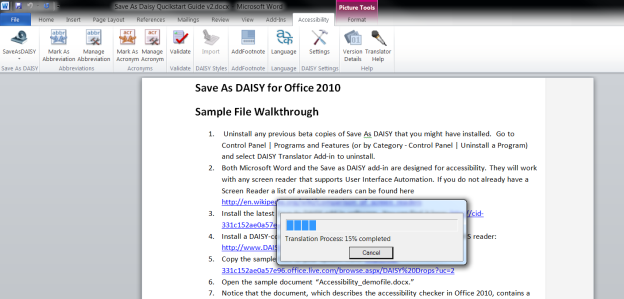 Save As Daisy Quickstart Guide v2.docx - Microsoft Word
Picture Tools
File Home Insert Page Layout References Mailings Review View Add-Ins Accessibility Format
SaveAsDAISY
Mark As Abbreviation
Manage Abbreviation
Mark As Acronym
Manage Acronym
Validate
Import
AddFootnote
Language
Settings
Version Details
Translator Help
Save As DAISY Abbreviations Acronyms Validate DAISY Styles AddFootnote Language DAISY Settings Help
Save As DAISY for Office 2010
Sample File Walkthrough
1. Uninstall any previous beta copies of Save As DAISY that you might have installed. Go to
Control Panel | Programs and Features (or by Category - Control Panel | Uninstall a Program)
and select DAISY Translator Add-in to uninstall.
2. Both Microsoft Word and the Save as DAISY add-in are designed for accessibility. They will work
with any screen reader that supports User Interface Automation. If you do not already have a
Screen Reader a list of available readers can be found here
http://en.wikipe
3. Install the latest //cid-
331c152ae0a57e
4. Install a DAISY-co S reader:
http://www.DAIS
5. Copy the sample
331c152ae0a57e96.office.live.com/browse.aspx/DAISY%20Drops?uc=2
6. Open the sample document “Accessibility_demofile.docx.”
7. Notice that the document, which describes the accessibility checker in Office 2010, contains a
Translation Process: 15% completed
Cancel